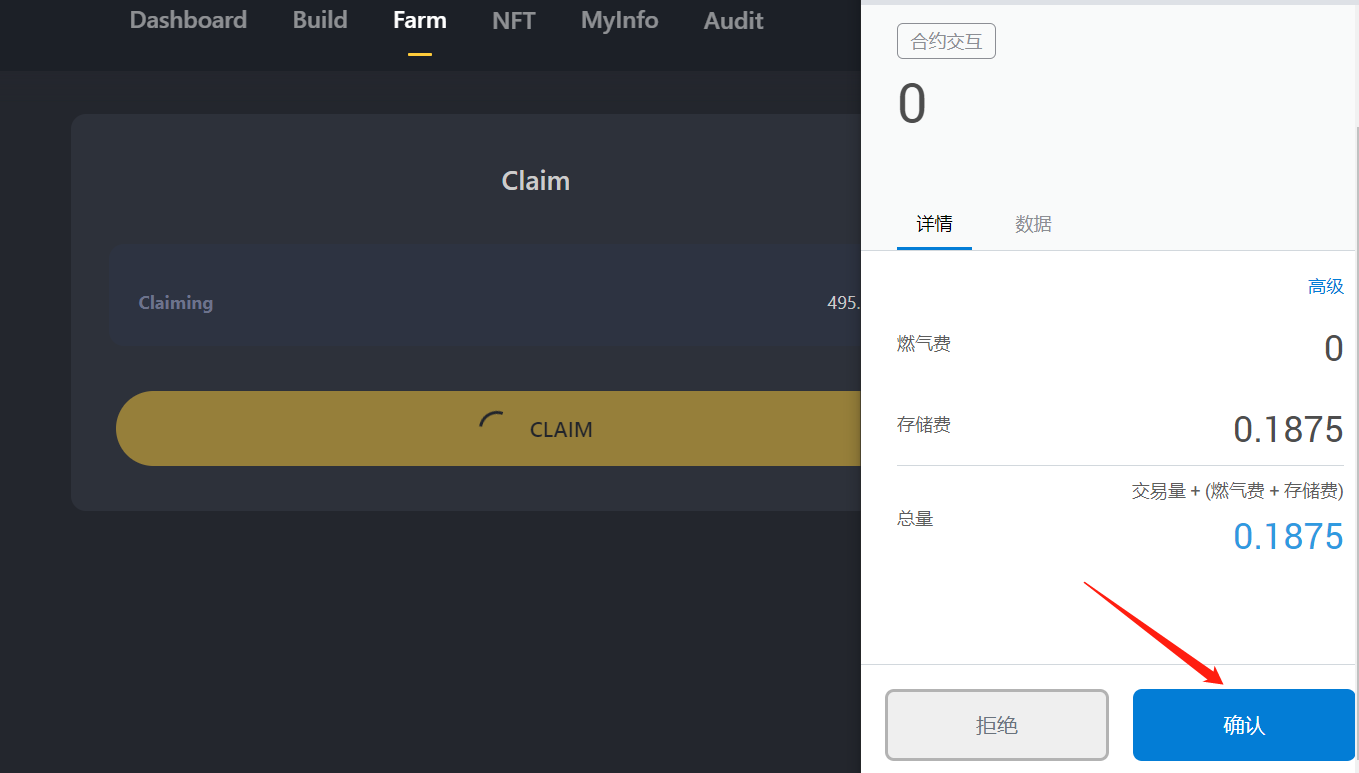 Dashboard Build Farm NFT MyInfo Audit
Claim
Claiming 495.
CLAIM
合约交互
0
详情 数据
高级
燃气费 0
存储费 0.1875
交易量 + (燃气费 + 存储费)
总量 0.1875
拒绝 确认